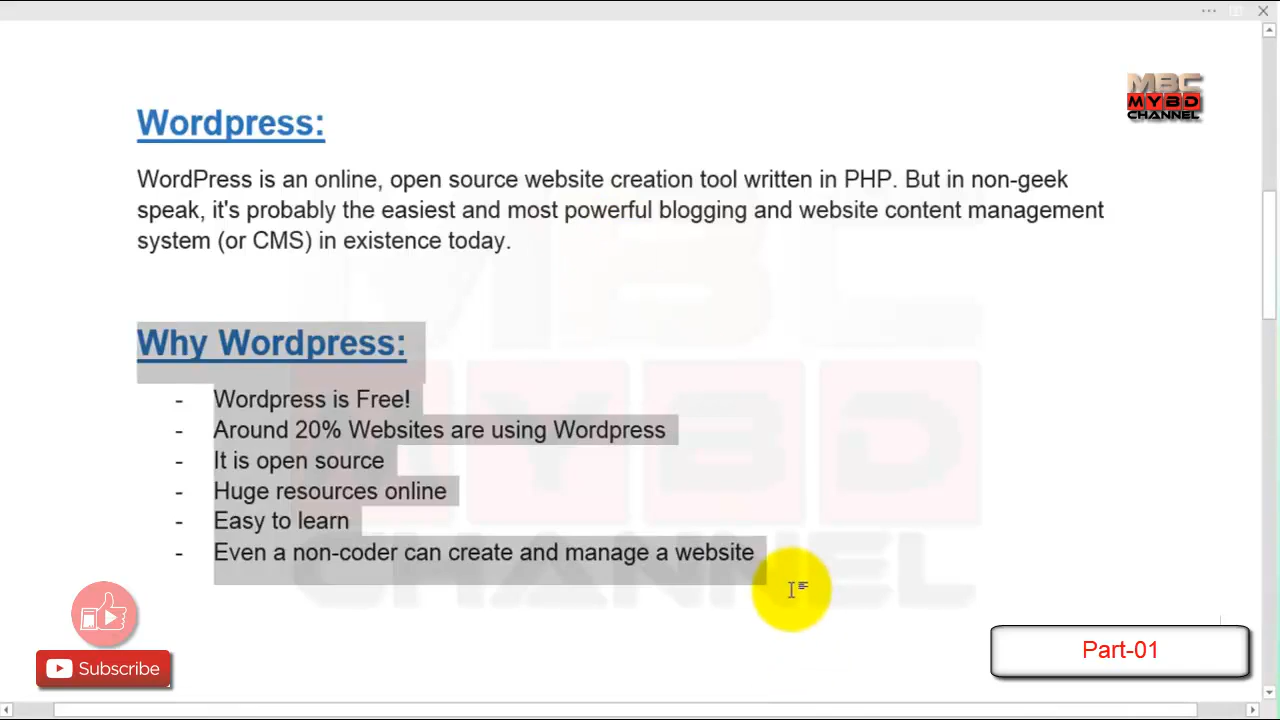 MBC
MYBD
CHANNEL
Wordpress:
WordPress is an online, open source website creation tool written in PHP. But in non-geek
speak, it's probably the easiest and most powerful blogging and website content management
system (or CMS) in existence today.
Why Wordpress:
- Wordpress is Free!
- Around 20% Websites are using Wordpress
- It is open source
- Huge resources online
- Easy to learn
- Even a non-coder can create and manage a website
MBC
MYBD
CHANNEL
Subscribe
Part-01